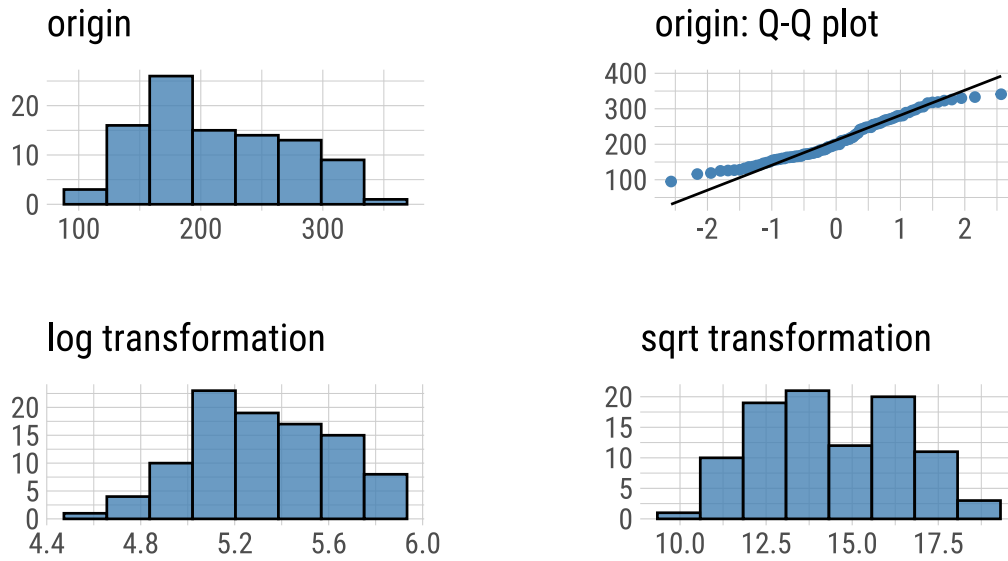 origin
20
10
0
100 200 300
origin: Q-Q plot
400
300
200
100
-2 -1 0 1 2
log transformation
20
15
10
5
0
4.4 4.8 5.2 5.6 6.0
sqrt transformation
20
15
10
5
0
10.0 12.5 15.0 17.5